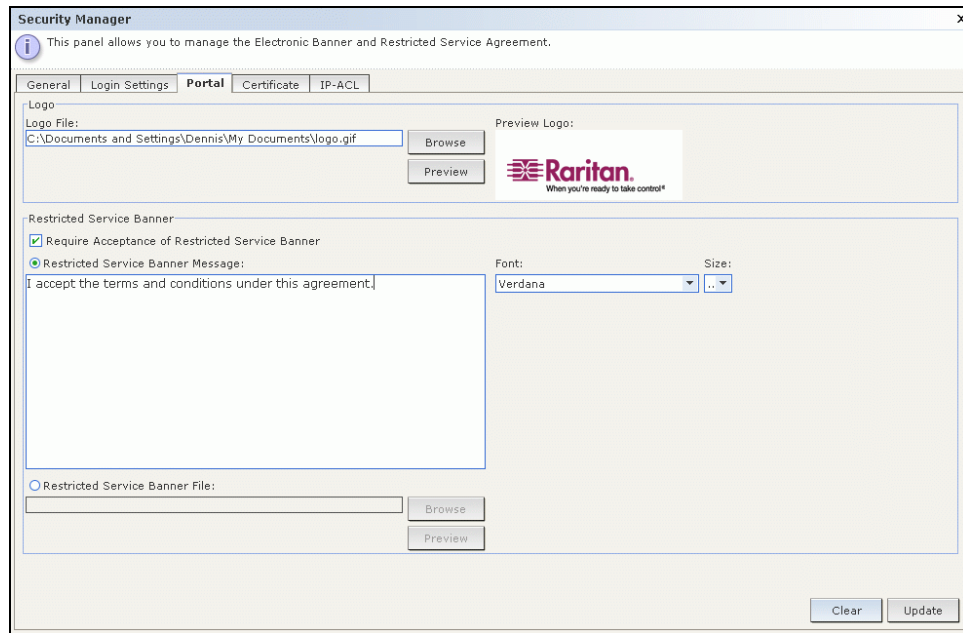 Security Manager
x
This panel allows you to manage the Electronic Banner and Restricted Service Agreement.
General Login Settings Portal Certificate IP-ACL
Logo
Logo File:
C:\Documents and Settings\Dennis\My Documents\logo.gif
Browse
Preview
Preview Logo:
Raritan.
When you're ready to take control®
Restricted Service Banner
Require Acceptance of Restricted Service Banner
Restricted Service Banner Message:
I accept the terms and conditions under this agreement.
Font:
Verdana
Size:
..
Restricted Service Banner File:
Browse
Preview
Clear
Update